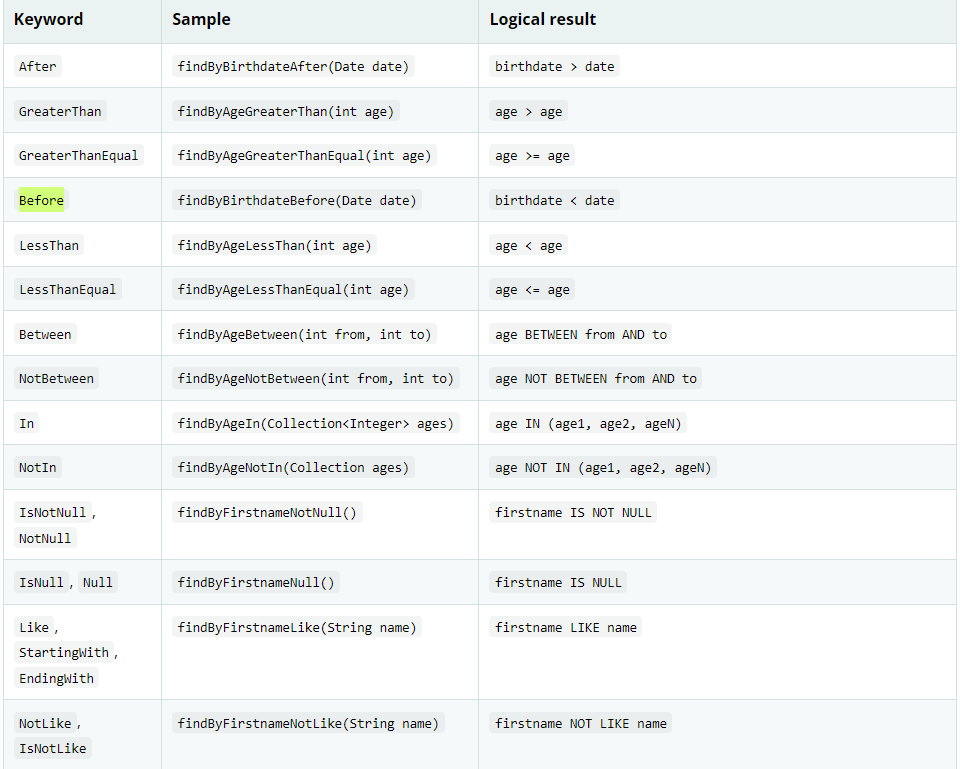 Keyword Sample Logical result
After findByBirthdateAfter(Date date) birthdate > date
GreaterThan findByAgeGreaterThan(int age) age > age
GreaterThanEqual findByAgeGreaterThanEqual(int age) age >= age
Before findByBirthdateBefore(Date date) birthdate < date
LessThan findByAgeLessThan(int age) age < age
LessThanEqual findByAgeLessThanEqual(int age) age <= age
Between findByAgeBetween(int from, int to) age BETWEEN from AND to
NotBetween findByAgeNotBetween(int from, int to) age NOT BETWEEN from AND to
In findByAgeIn(Collection<Integer> ages) age IN (age1, age2, ageN)
NotIn findByAgeNotIn(Collection ages) age NOT IN (age1, age2, ageN)
IsNotNull , findByFirstnameNotNull() firstname IS NOT NULL
NotNull
IsNull , Null findByFirstnameNull() firstname IS NULL
Like , findByFirstnameLike(String name) firstname LIKE name
StartingWith ,
EndingWith
NotLike , findByFirstnameNotLike(String name) firstname NOT LIKE name
IsNotLike